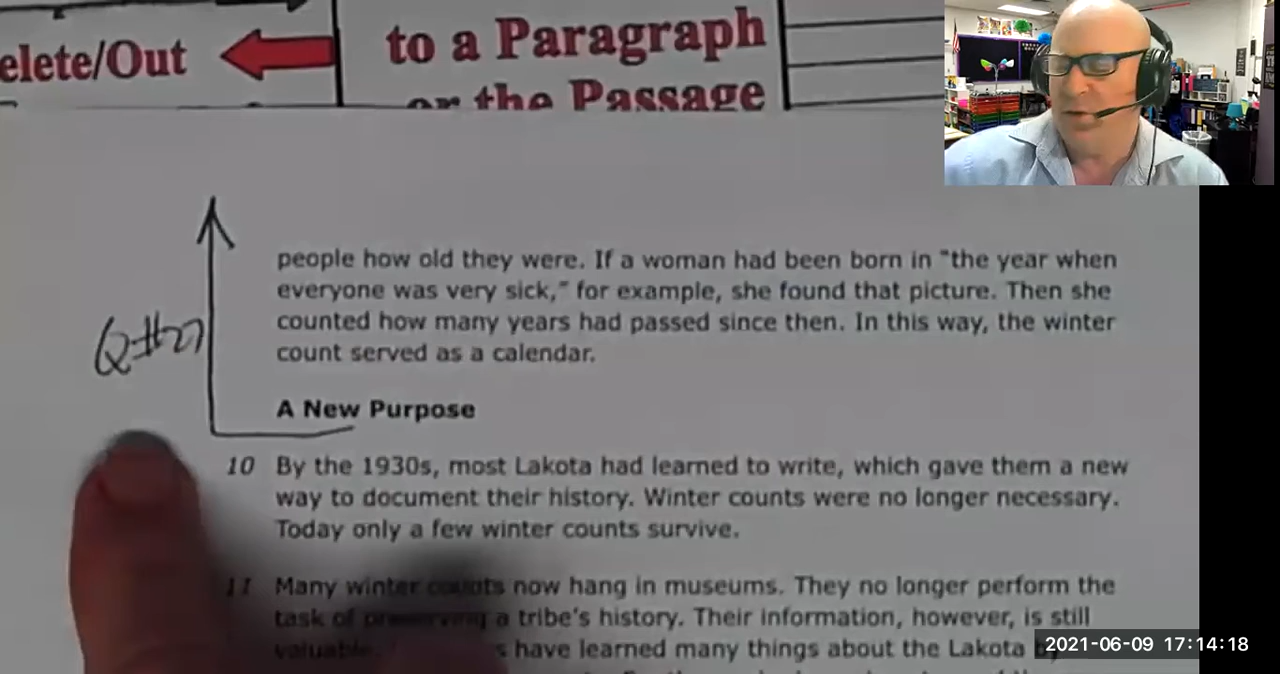 elete/Out
to a Paragraph
or the Passage
Q#27
people how old they were. If a woman had been born in "the year when
everyone was very sick," for example, she found that picture. Then she
counted how many years had passed since then. In this way, the winter
count served as a calendar.
A New Purpose
10 By the 1930s, most Lakota had learned to write, which gave them a new
way to document their history. Winter counts were no longer necessary.
Today only a few winter counts survive.
11 Many winter counts now hang in museums. They no longer perform the
task of preserving a tribe's history. Their information, however, is still
valuable. s have learned many things about the Lakota by
2021-06-09 17:14:18